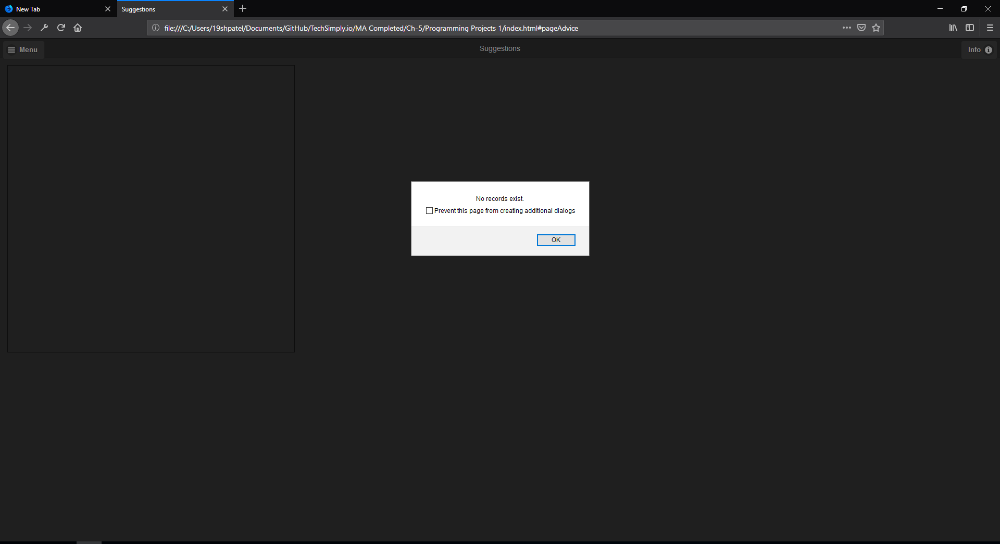 New Tab
Suggestions
file:///C:/Users/19shpatel/Documents/GitHub/TechSimply.io/MA Completed/Ch-5/Programming Projects 1/index.html#pageAdvice
Menu
Suggestions
Info
No records exist.
Prevent this page from creating additional dialogs
OK